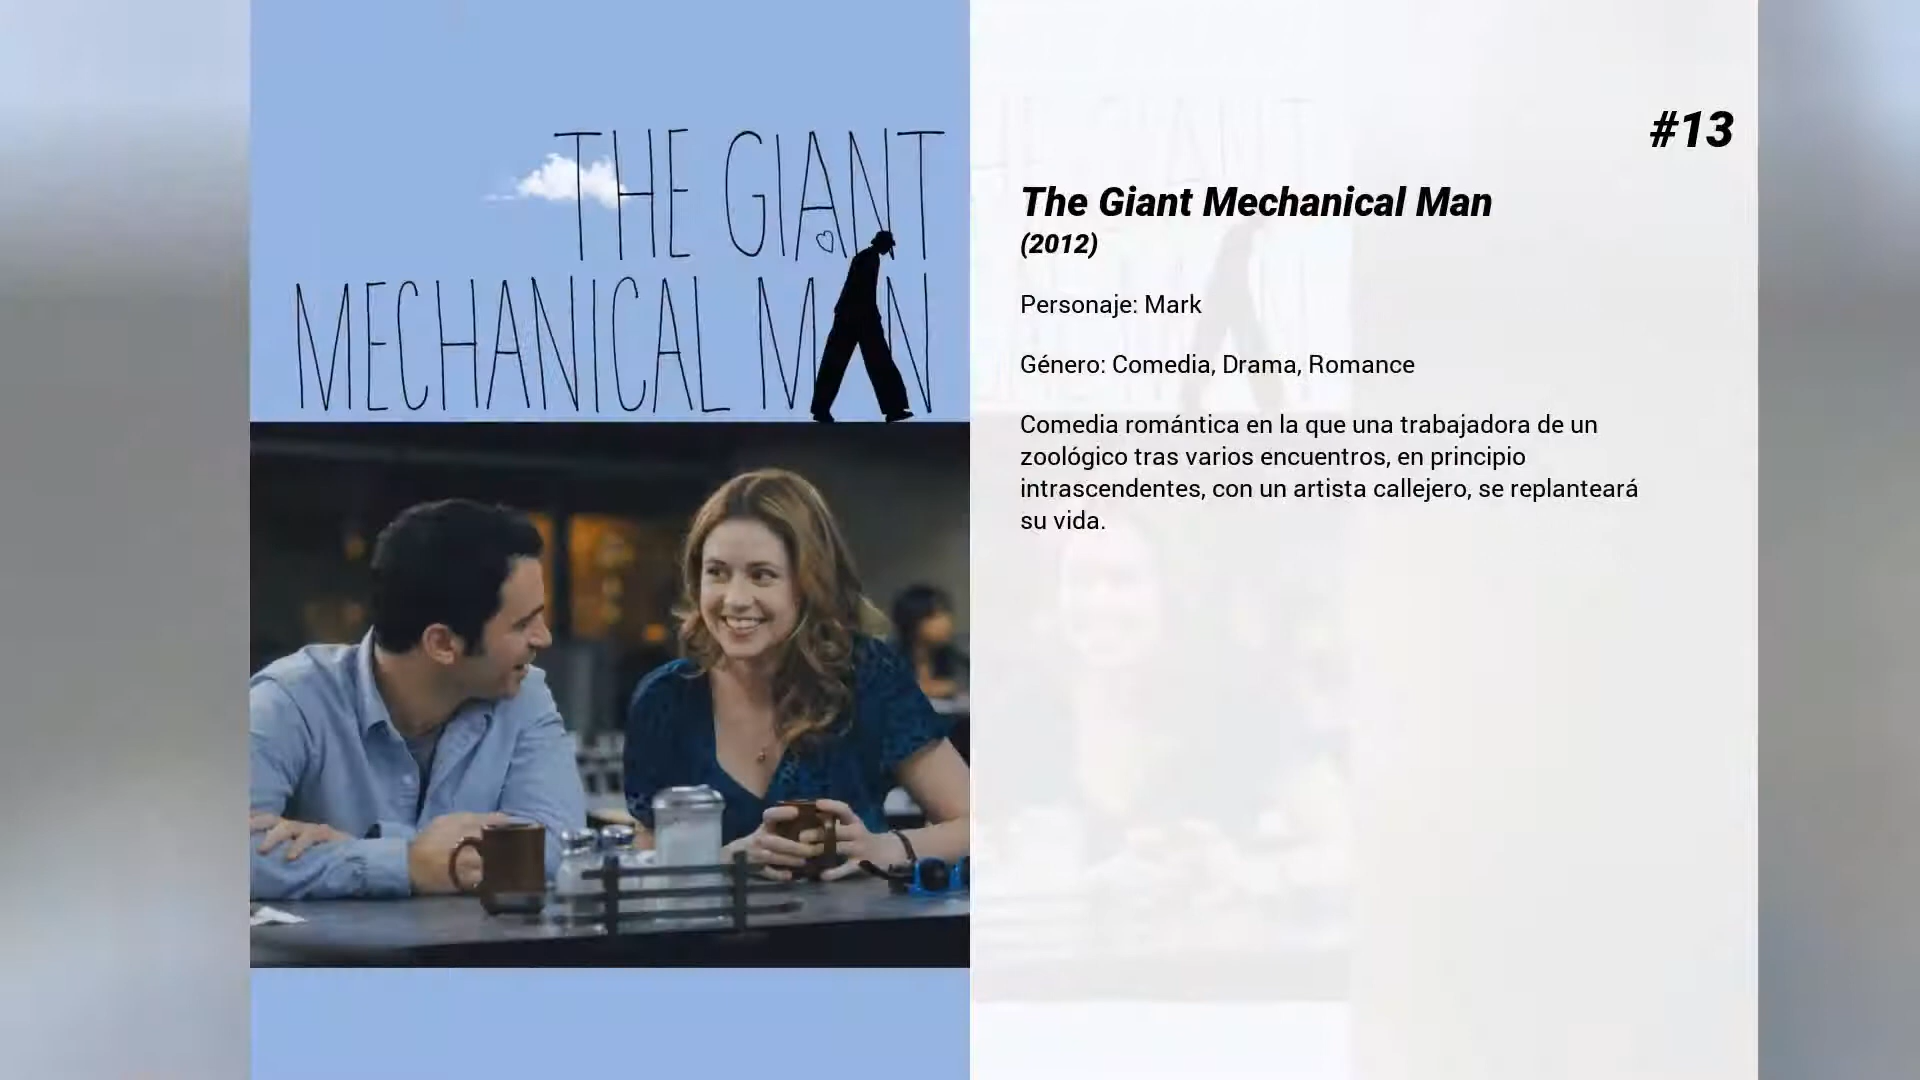 THE GIANT
MECHANICAL MAN
#13
The Giant Mechanical Man
(2012)
Personaje: Mark
Género: Comedia, Drama, Romance
Comedia romántica en la que una trabajadora de un
zoológico tras varios encuentros, en principio
intrascendentes, con un artista callejero, se replanteará
su vida.